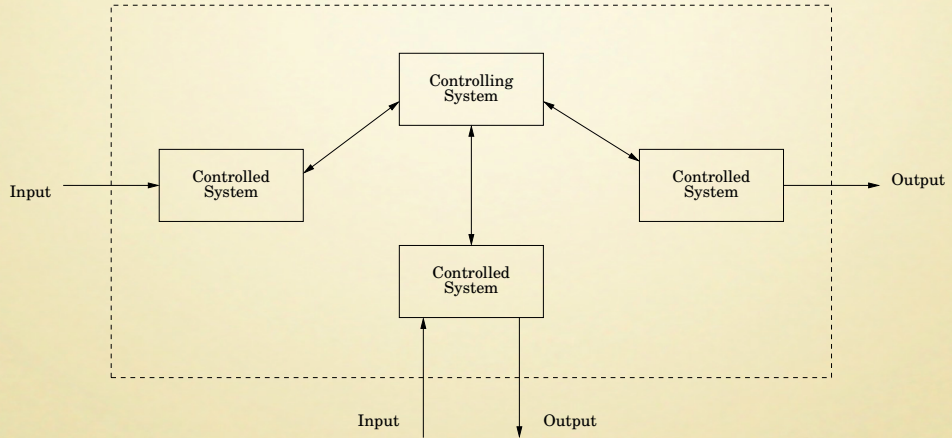 Controlling
System
Input
Controlled
System
Controlled
System
Output
Controlled
System
Input
Output